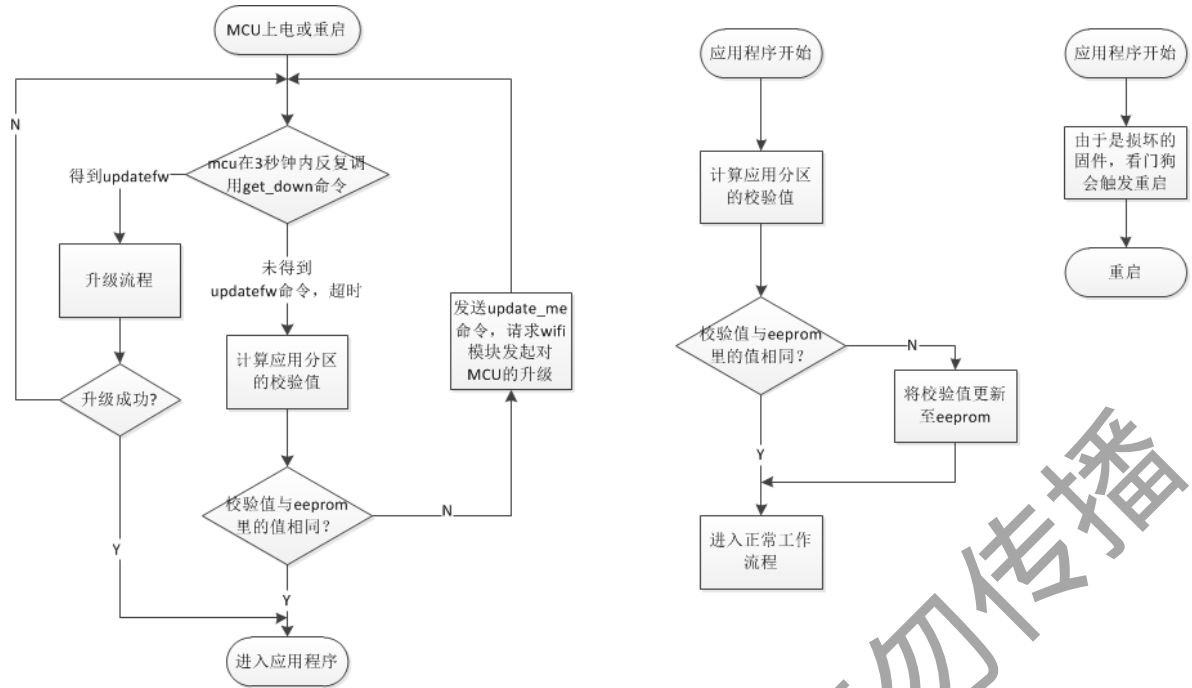 MCU上电或重启
N
mcu在3秒钟内反复调
用get_down命令
得到updatefw
升级流程
未得到
updatefw命令，超时
发送update_me
命令，请求wifi
模块发起对
MCU的升级
计算应用分区
的校验值
升级成功?
校验值与eeprom
里的值相同？
N
Y
Y
进入应用程序
应用程序开始
计算应用分区
的校验值
校验值与eeprom
里的值相同？
N
将校验值更新
至eeprom
Y
进入正常工作
流程
应用程序开始
由于是损坏的
固件，看门狗
会触发重启
重启
勿传播